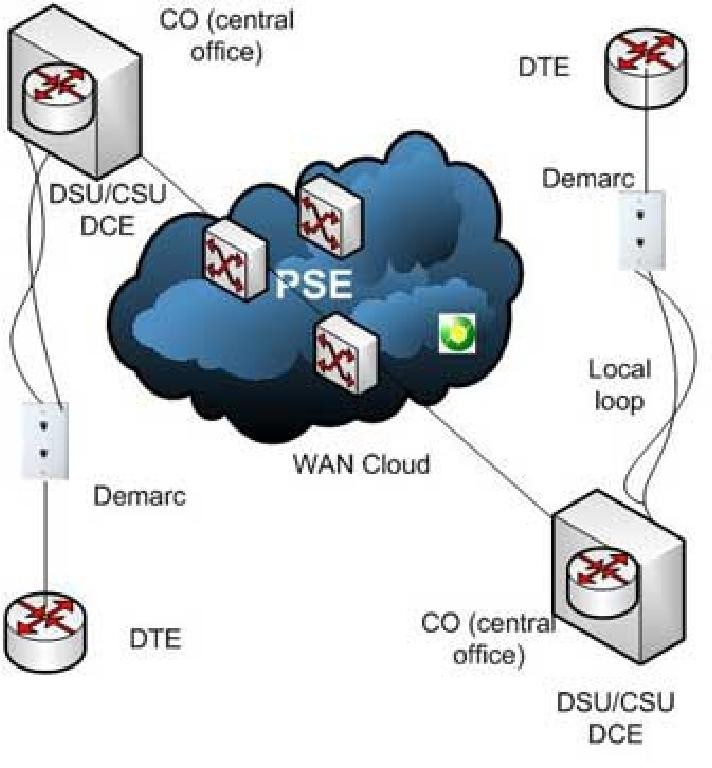 CO (central
office)
DTE
DSU/CSU
DCE
Demarc
PSE
Local
loop
WAN Cloud
Demarc
DTE
CO (central
office)
DSU/CSU
DCE